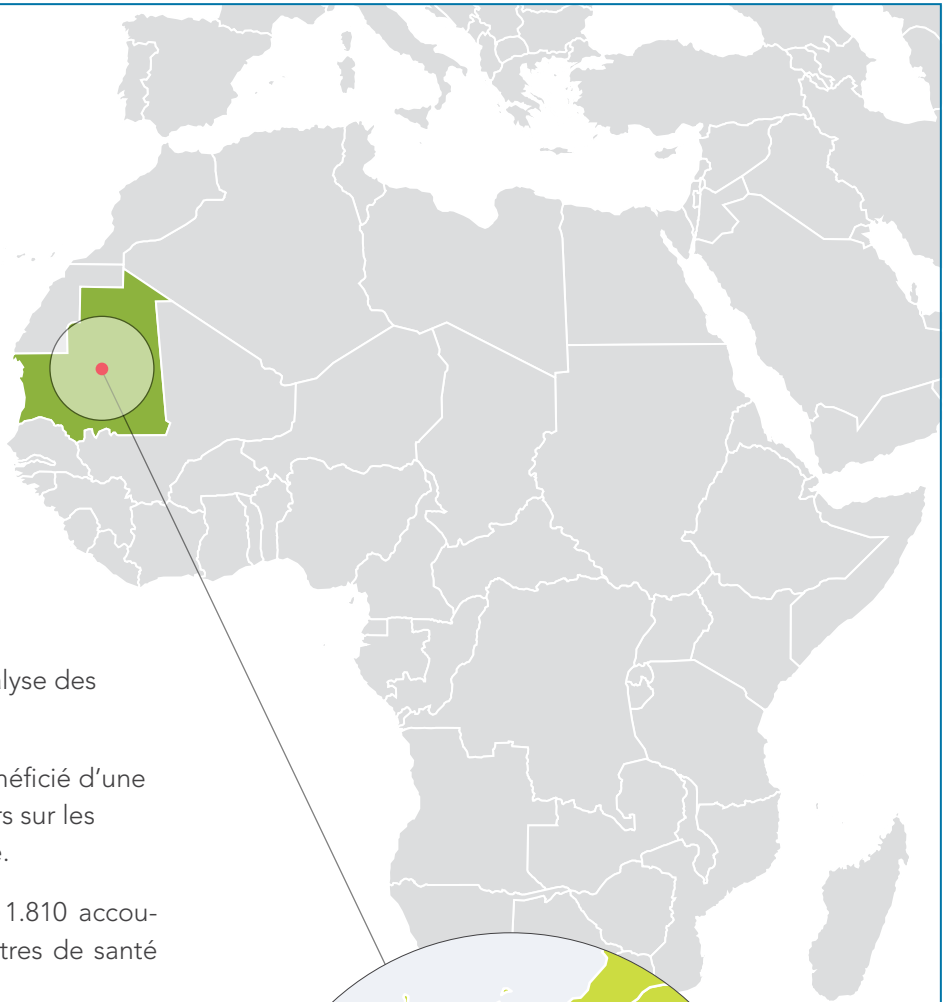 lyse des
néficié d’une
rs sur les
e.
1.810 accou-
tres de santé